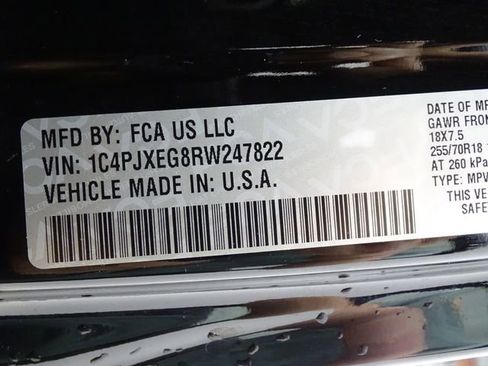 MFD BY: FCA US LLC
VIN: 1C4PJXEG8RW247822
VEHICLE MADE IN: U.S.A.
DATE OF MF
GAWR FRON
18X7.5
255/70R18
AT 260 kPa
TYPE: MPV
THIS VE
SAFE